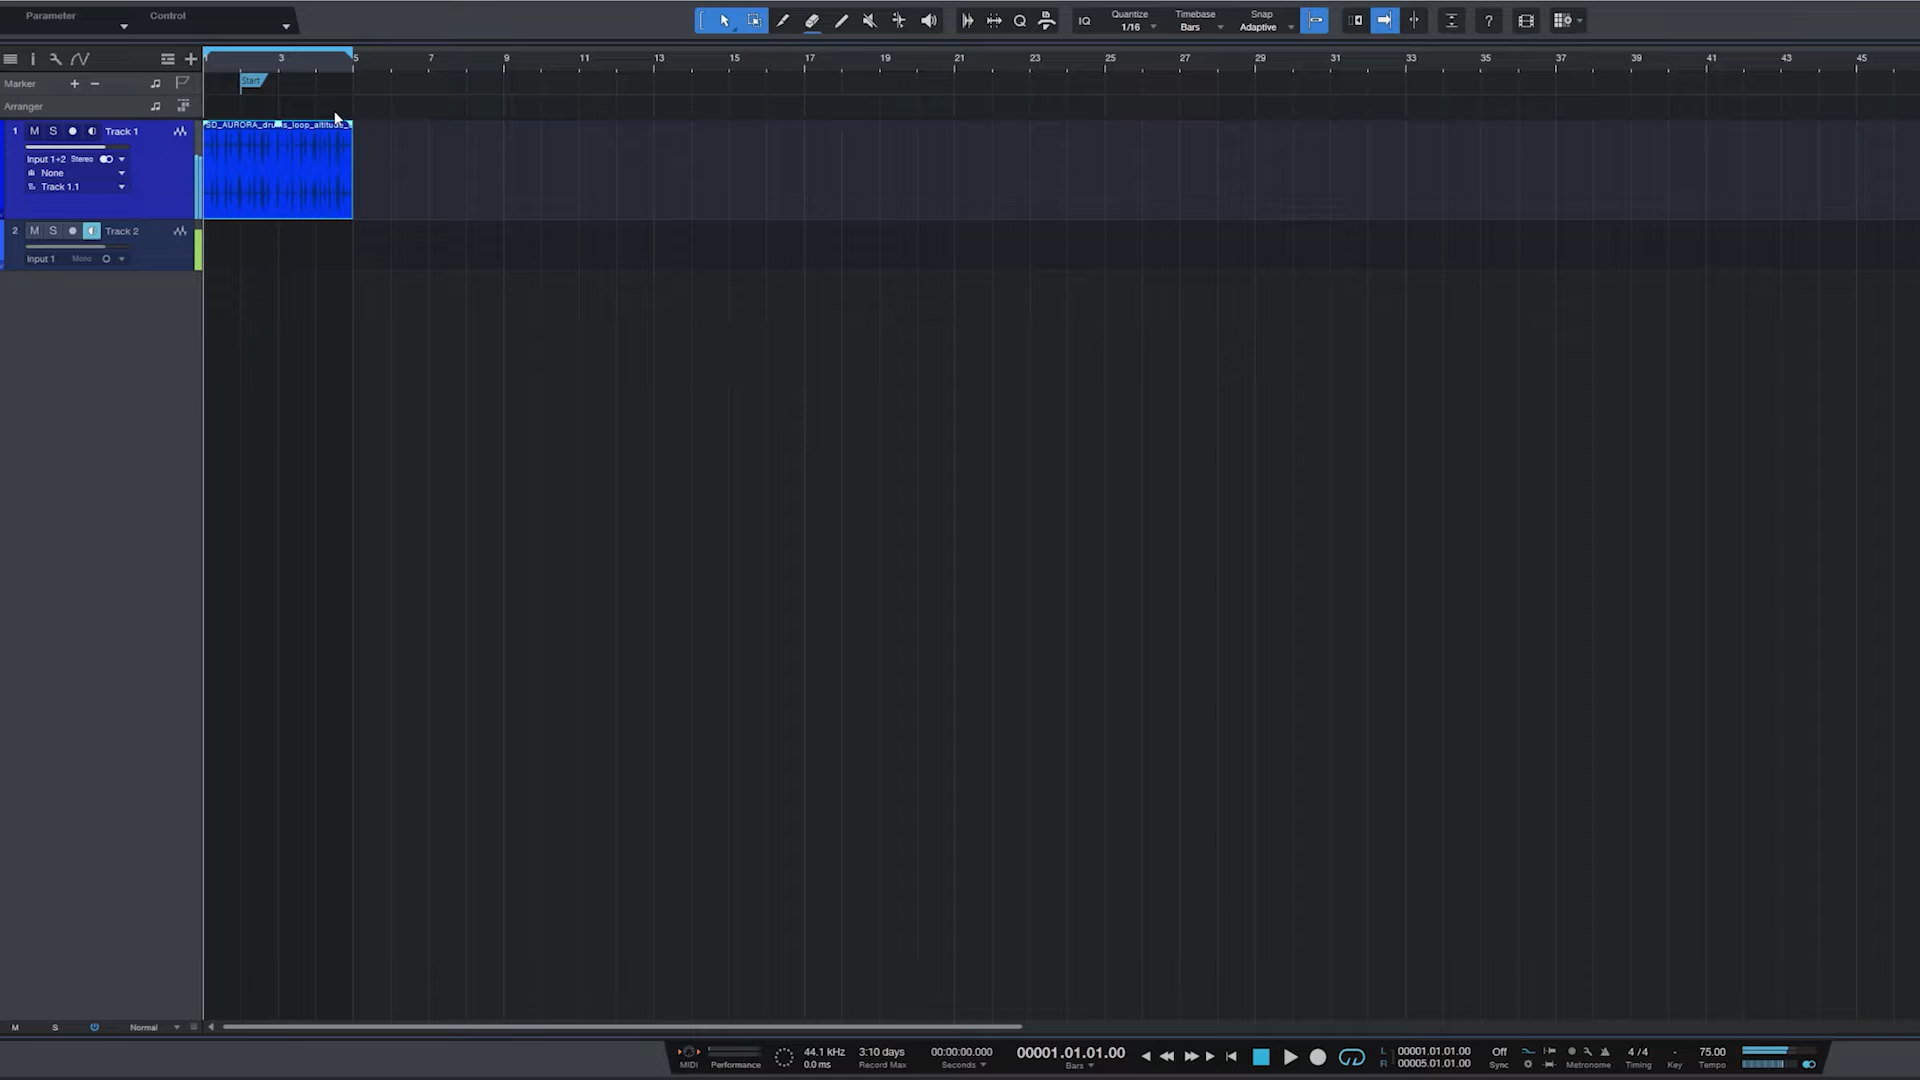 Parameter Control
IQ Quantize 1/16 Timebase Bars Snap Adaptive ?
3 5 7 9 11 13 15 17 19 21 23 25 27 29 31 33 35 37 39 41 43 45
Marker + −
Start
Arranger
1 M S Track 1
SD_AURORA_drums_loop_altitude_
Input 1+2 Stereo
None
Track 1.1
2 M S Track 2
Input 1 Mono
M S Normal
MIDI Performance
44.1 kHz 3:10 days 00:00:00.000 00001.01.01.00 L 00001.01.01.00 Off 4/4 - 75.00
0.0 ms Record Max Seconds Bars R 00005.01.01.00 Sync Metronome Timing Key Tempo